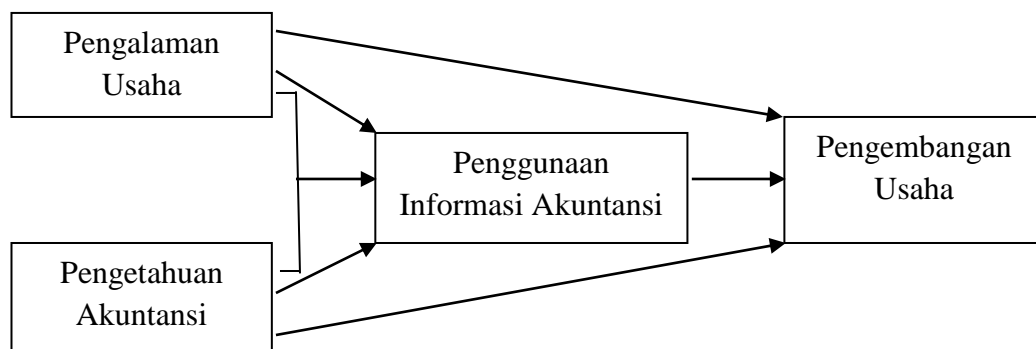 Pengalaman
Usaha
Penggunaan
Informasi Akuntansi
Pengembangan
Usaha
Pengetahuan
Akuntansi